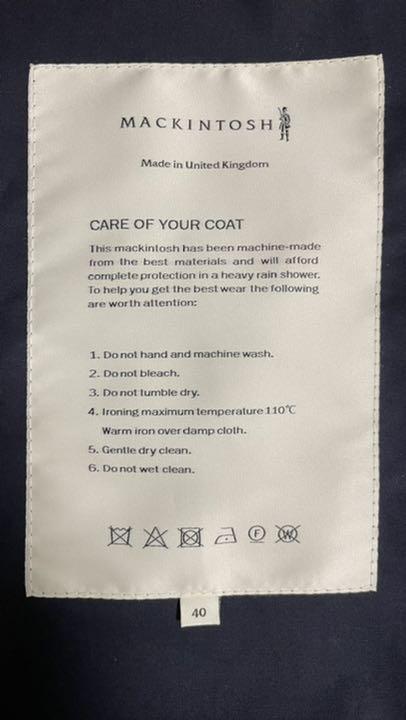 MACKINTOSH
Made in United Kingdom
CARE OF YOUR COAT
This mackintosh has been machine-made
from the best materials and will afford
complete protection in a heavy rain shower.
To help you get the best wear the following
are worth attention:
1. Do not hand and machine wash.
2. Do not bleach.
3. Do not tumble dry.
4. Ironing maximum temperature 110℃
Warm iron over damp cloth.
5. Gentle dry clean.
6. Do not wet clean.
F W
40